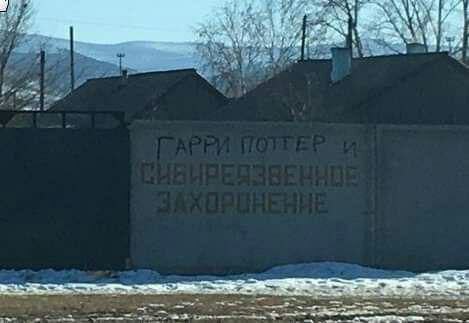 ГАРРИ ПОТТЕР И
СИБИРЕЯЗВЕННОЕ
ЗАХОРОНЕНИЕ